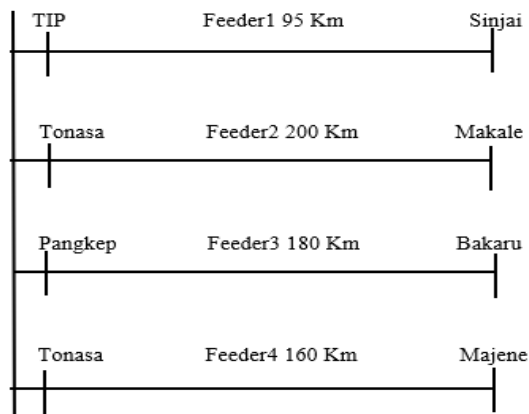 TIP Feeder1 95 Km Sinjai
Tonasa Feeder2 200 Km Makale
Pangkep Feeder3 180 Km Bakaru
Tonasa Feeder4 160 Km Majene